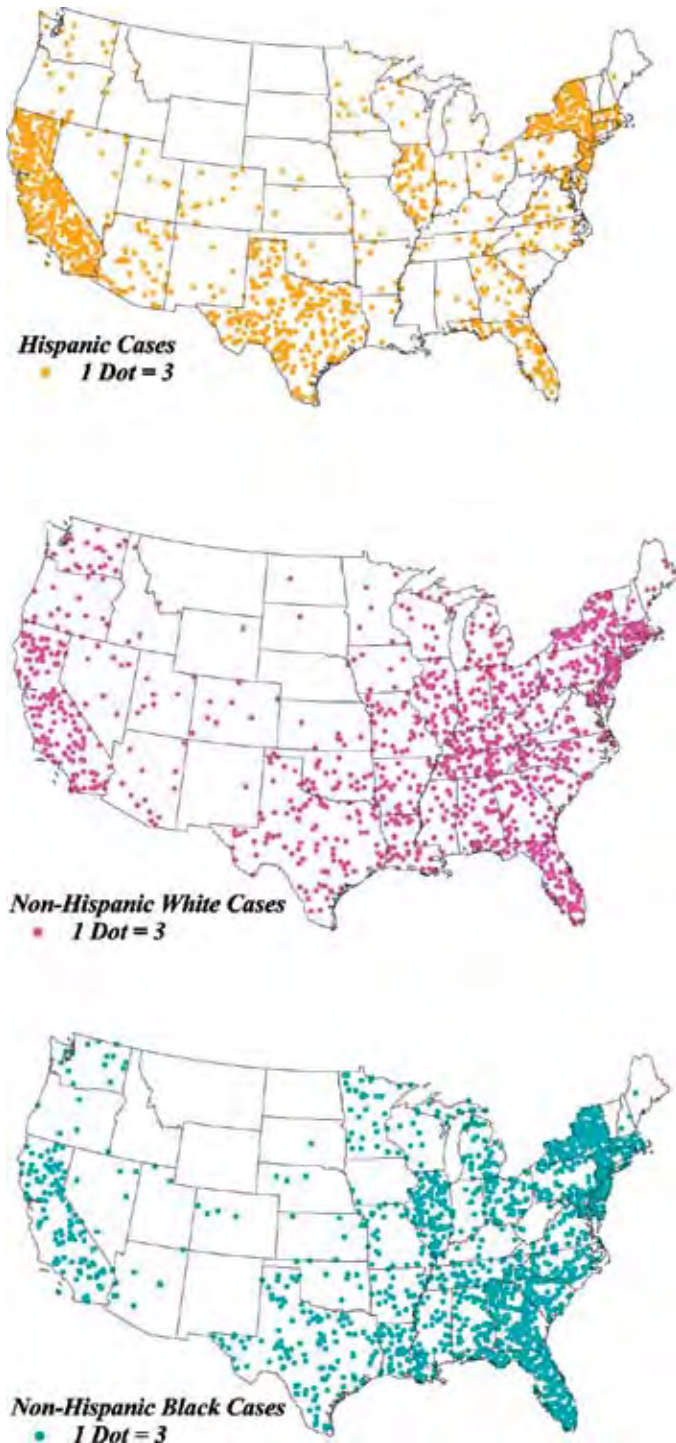 Hispanic Cases
1 Dot = 3
Non-Hispanic White Cases
1 Dot = 3
Non-Hispanic Black Cases
1 Dot = 3